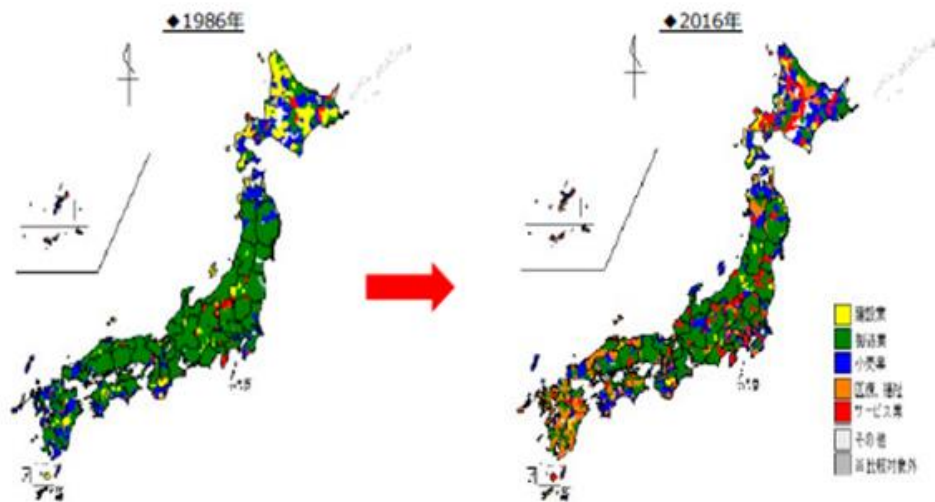 ◆1986年
◆2016年
建設業
製造業
小売業
医療，福祉
サービス業
その他
※比較対象外